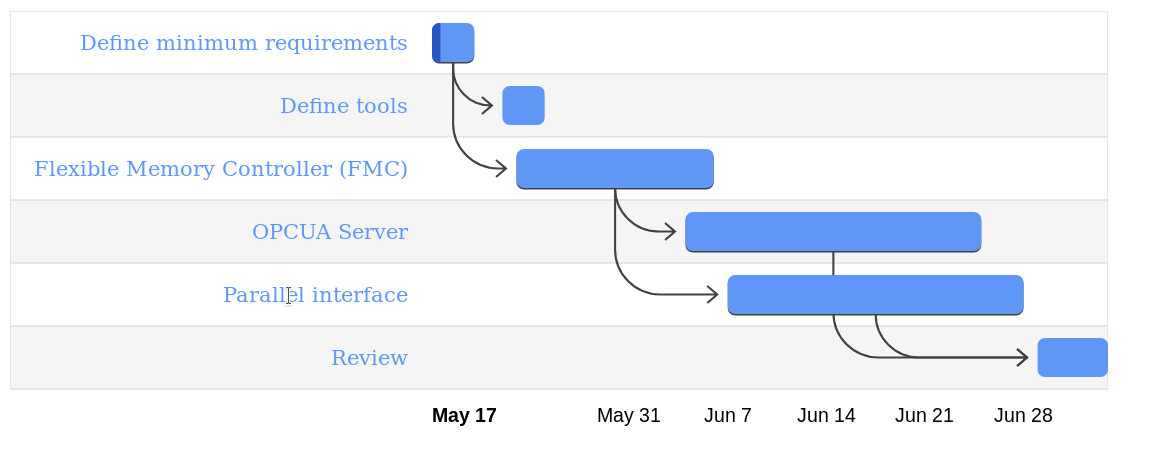 Define minimum requirements
Define tools
Flexible Memory Controller (FMC)
OPCUA Server
Parallel interface
Review
May 17 May 31 Jun 7 Jun 14 Jun 21 Jun 28